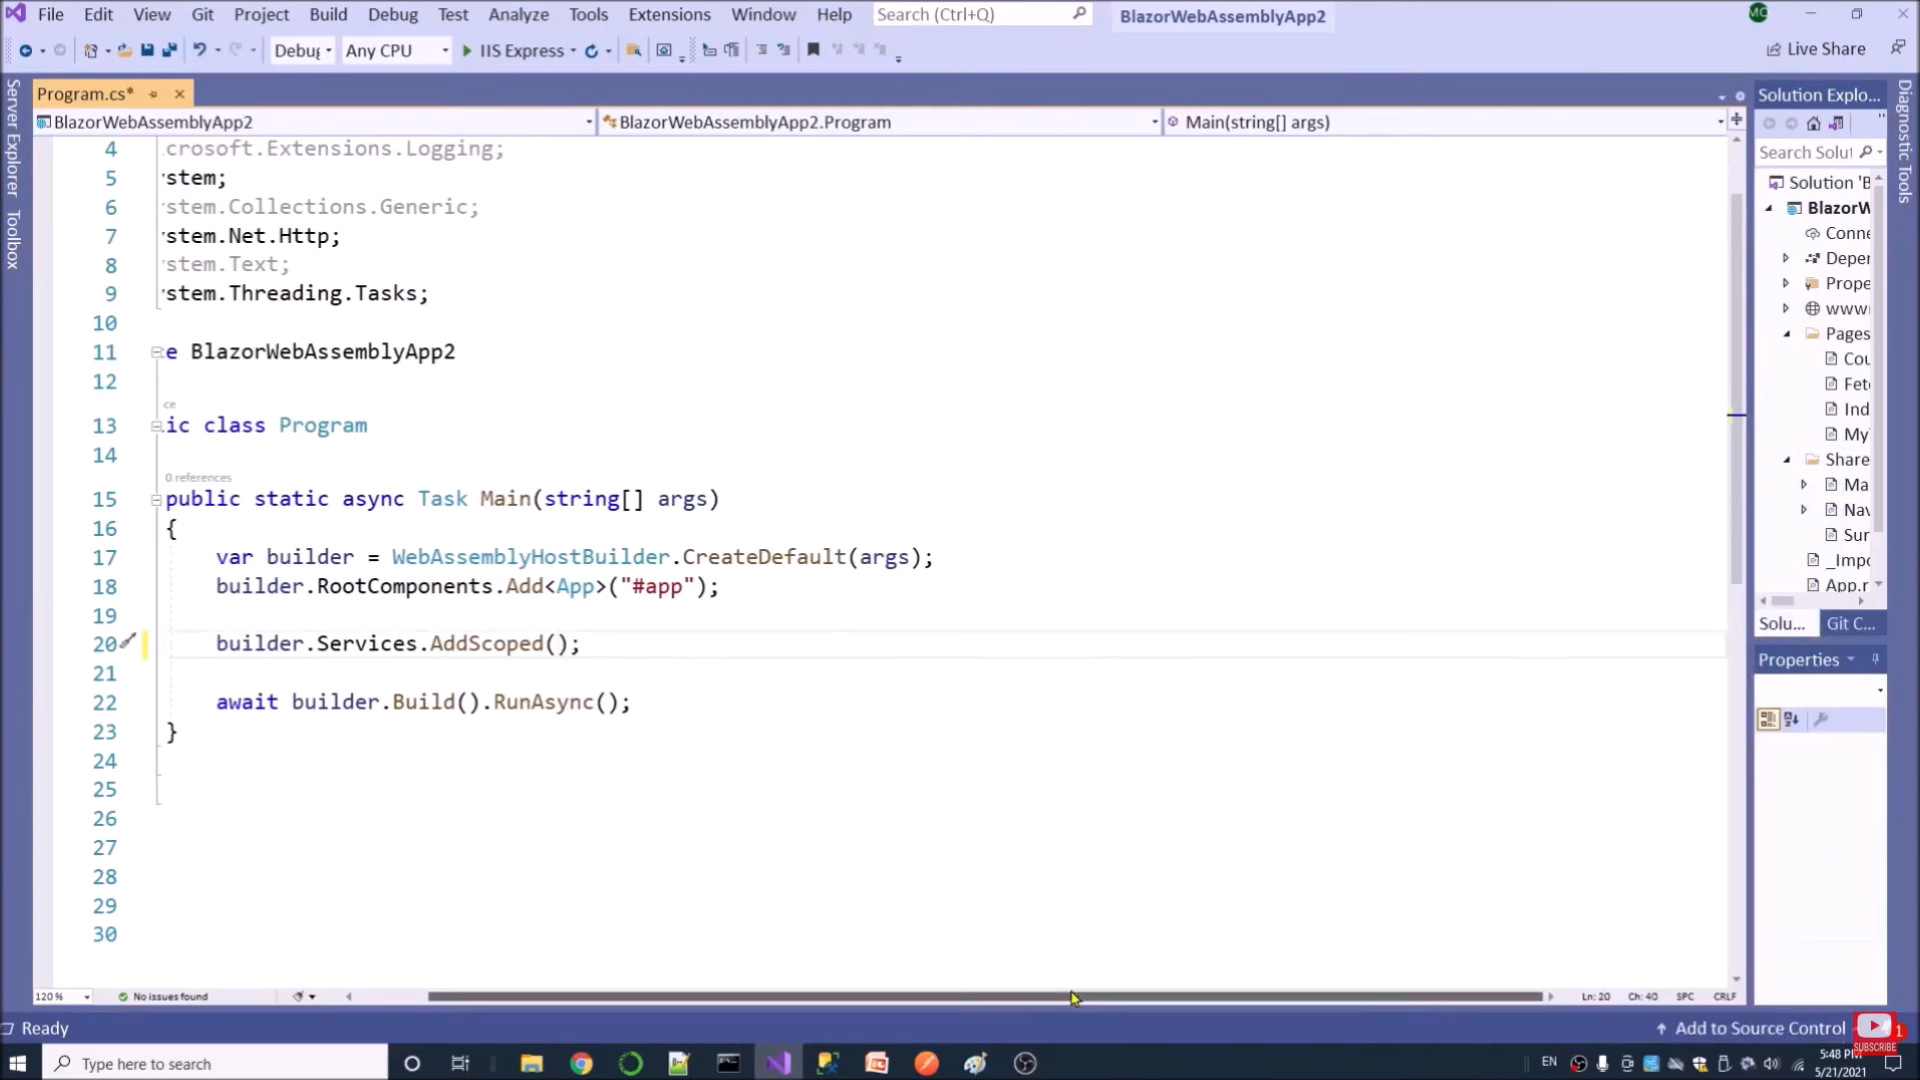 File Edit View Git Project Build Debug Test Analyze Tools Extensions Window Help Search (Ctrl+Q) BlazorWebAssemblyApp2 MC
Debug Any CPU IIS Express Live Share
Server Explorer
Toolbox
Program.cs*
BlazorWebAssemblyApp2 BlazorWebAssemblyApp2.Program Main(string[] args)
4 crosoft.Extensions.Logging;
5 stem;
6 stem.Collections.Generic;
7 stem.Net.Http;
8 stem.Text;
9 stem.Threading.Tasks;
10
11 e BlazorWebAssemblyApp2
12
ce
13 ic class Program
14
0 references
15 public static async Task Main(string[] args)
16 {
17 var builder = WebAssemblyHostBuilder.CreateDefault(args);
18 builder.RootComponents.Add<App>("#app");
19
20 builder.Services.AddScoped();
21
22 await builder.Build().RunAsync();
23 }
24
25
26
27
28
29
30
120 % No issues found Ln: 20 Ch: 40 SPC CRLF
Solution Explo...
Search Solut
Solution 'B
BlazorW
Conne
Deper
Prope
www
Pages
Cou
Fet
Ind
My
Share
Ma
Nav
Sur
_Impo
App.r
Solu... Git C...
Properties
Diagnostic Tools
Ready Add to Source Control
SUBSCRIBE
1
Type here to search EN 5:48 PM
5/21/2021